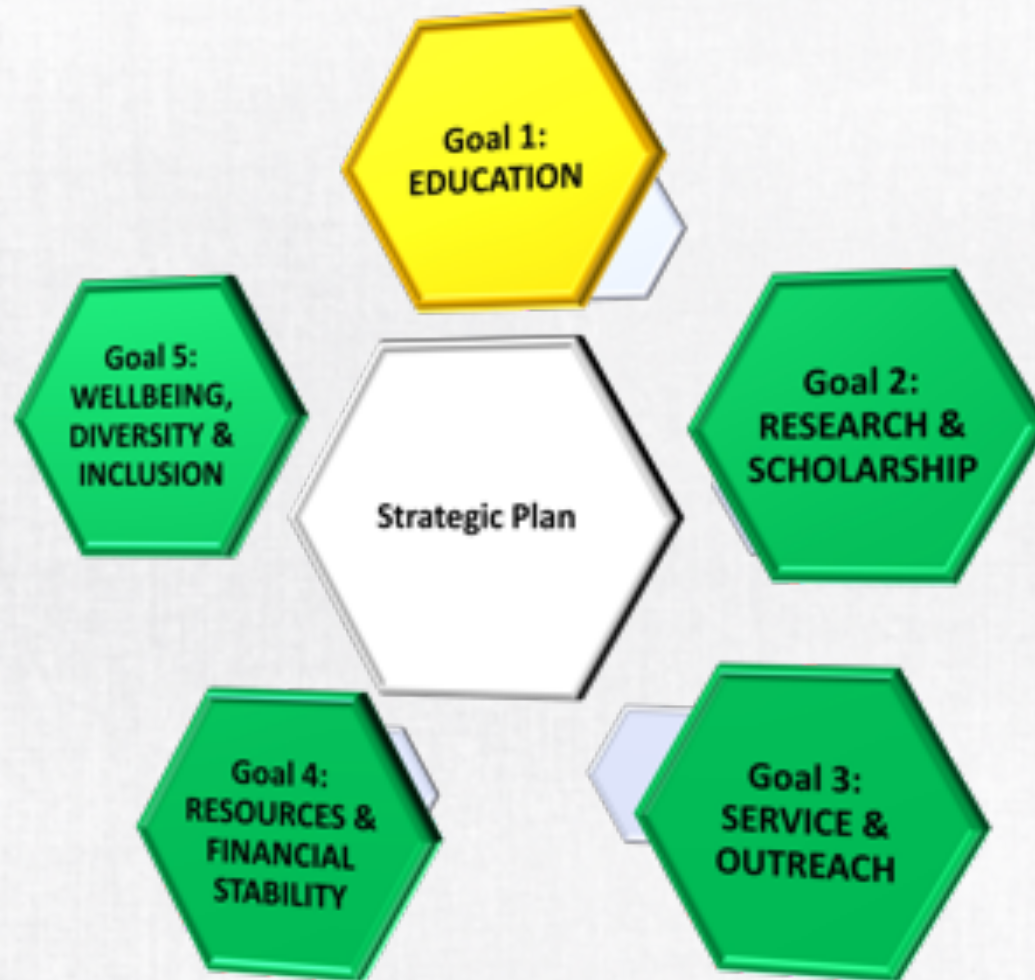 Goal 1:
EDUCATION
Goal 2:
RESEARCH &
SCHOLARSHIP
Goal 3:
SERVICE &
OUTREACH
Goal 4:
RESOURCES &
FINANCIAL
STABILITY
Goal 5:
WELLBEING,
DIVERSITY &
INCLUSION
Strategic Plan